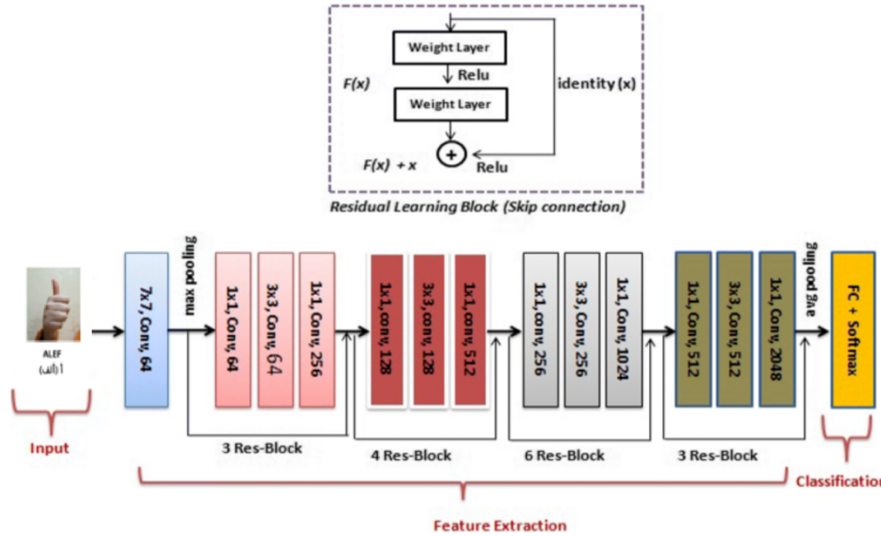 Weight Layer
Relu
F(x)
identity (x)
Weight Layer
F(x) + x
Relu
Residual Learning Block (Skip connection)
ALEF
أ (ألف)
Input
7x7, Conv, 64
max pooling
1x1, Conv, 64
3x3, Conv, 64
1x1, Conv, 256
3 Res-Block
1x1, conv, 128
3x3, conv, 128
1x1, conv, 512
4 Res-Block
1x1, conv, 256
3x3, Conv, 256
1x1, Conv, 1024
6 Res-Block
1x1, Conv, 512
3x3, Conv, 512
1x1, Conv, 2048
3 Res-Block
avg pooling
FC + Softmax
Classification
Feature Extraction